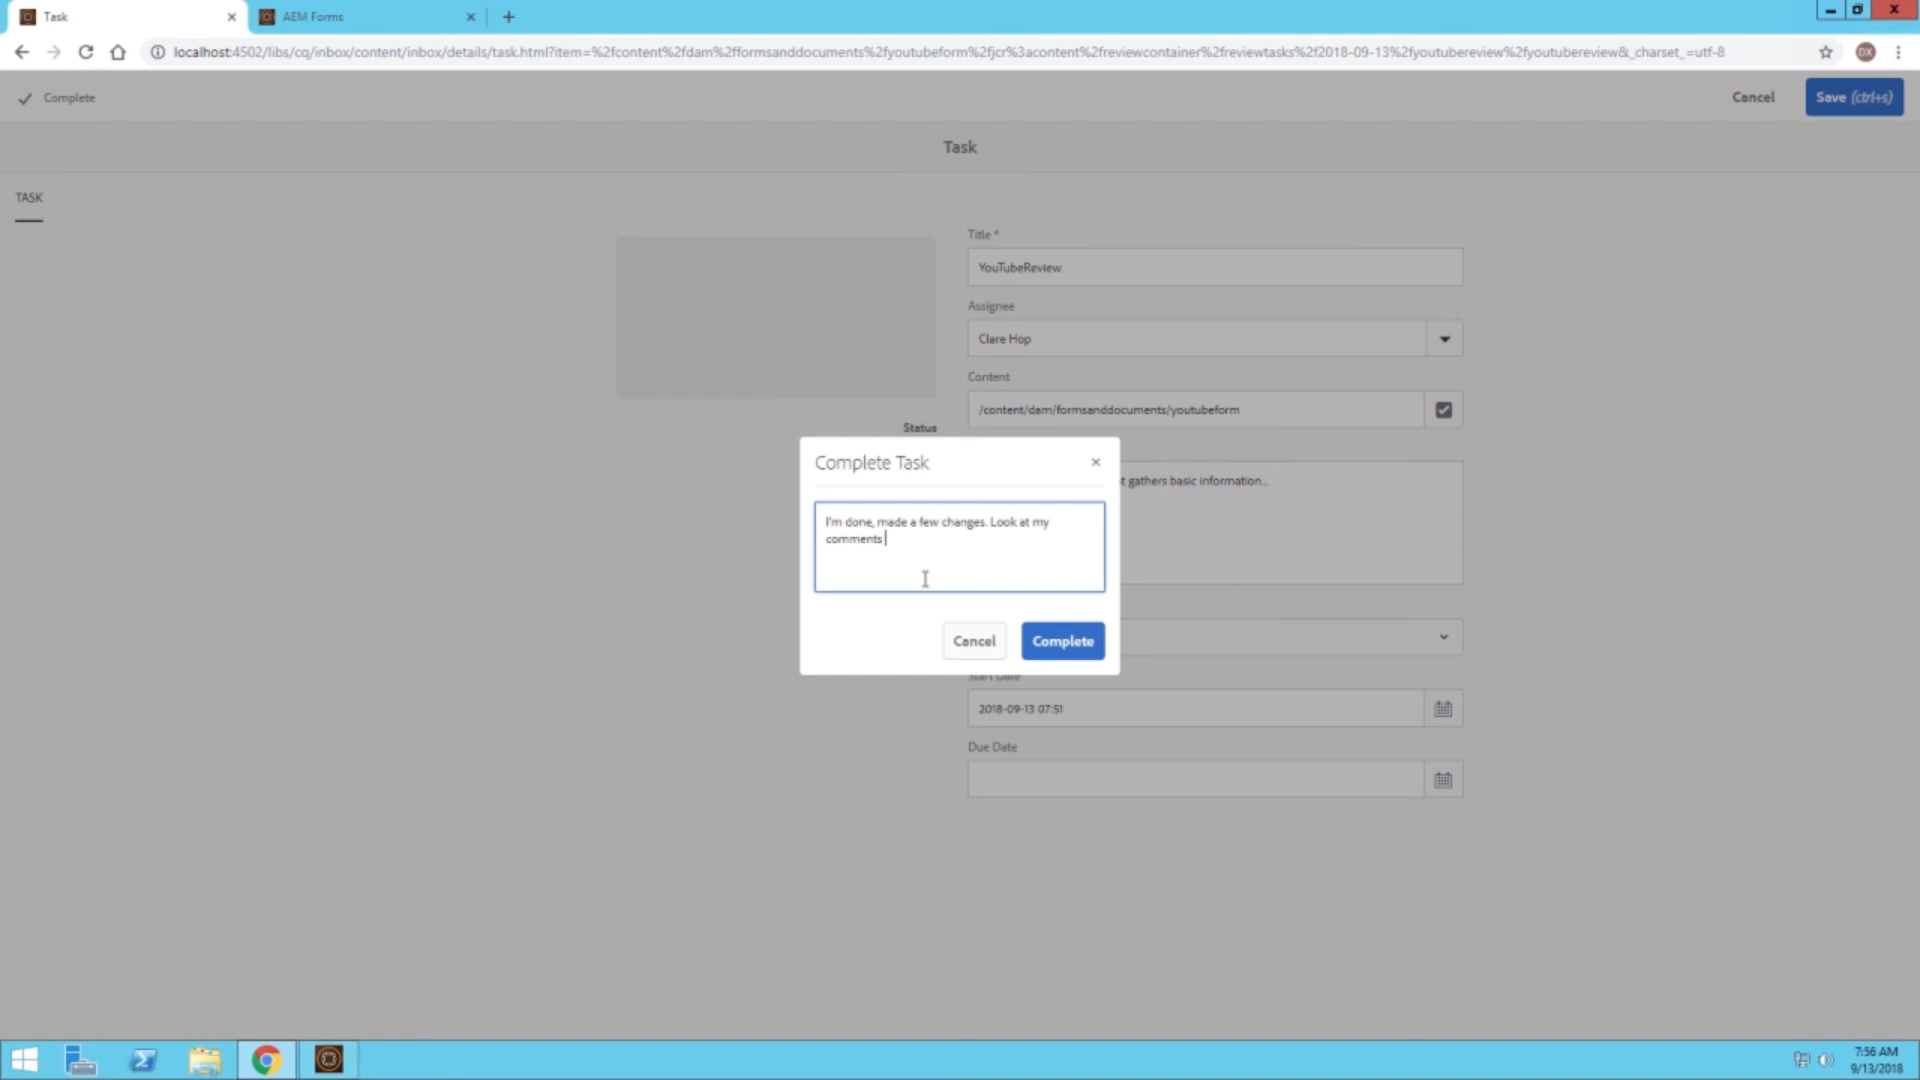 Task
AEM Forms
localhost:4502/libs/cq/inbox/content/inbox/details/task.html?item=%2fcontent%2fdam%2fformsanddocuments%2fyoutubeform%2fjcr%3acontent%2freviewcontainer%2freviewtasks%2f2018-09-13%2fyoutubereview%2fyoutubereview&_charset_=utf-8
DX
Complete
Cancel
Save (ctrl+s)
Task
TASK
Title *
YouTubeReview
Assignee
Clare Hop
Content
/content/dam/formsanddocuments/youtubeform
Status
Complete Task
t gathers basic information...
I'm done, made a few changes. Look at my
comments
Cancel
Complete
Start Date
2018-09-13 07:51
Due Date
7:56 AM
9/13/2018